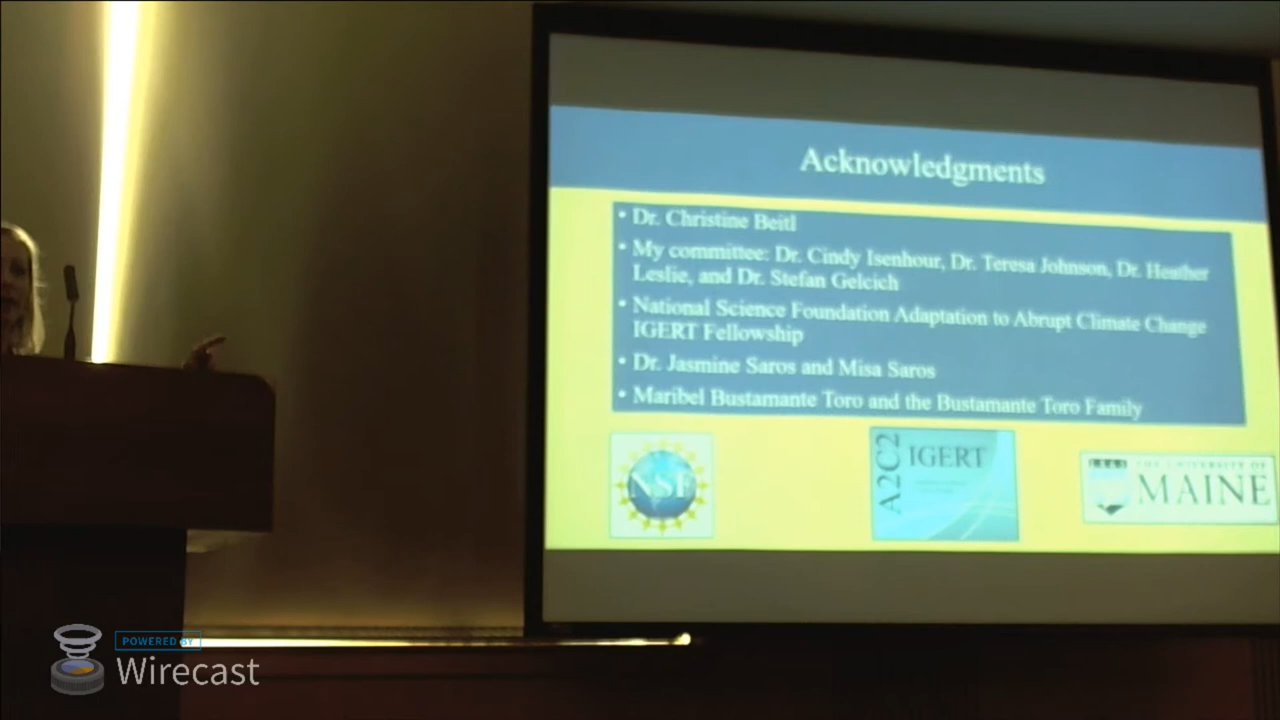 Acknowledgments
• Dr. Christine Beitl
• My committee: Dr. Cindy Isenhour, Dr. Teresa Johnson, Dr. Heather
Leslie, and Dr. Stefan Gelcich
• National Science Foundation Adaptation to Abrupt Climate Change
IGERT Fellowship
• Dr. Jasmine Saros and Misa Saros
• Maribel Bustamante Toro and the Bustamante Toro Family
NSF
A2C2
IGERT
THE UNIVERSITY OF
MAINE
POWERED BY
Wirecast